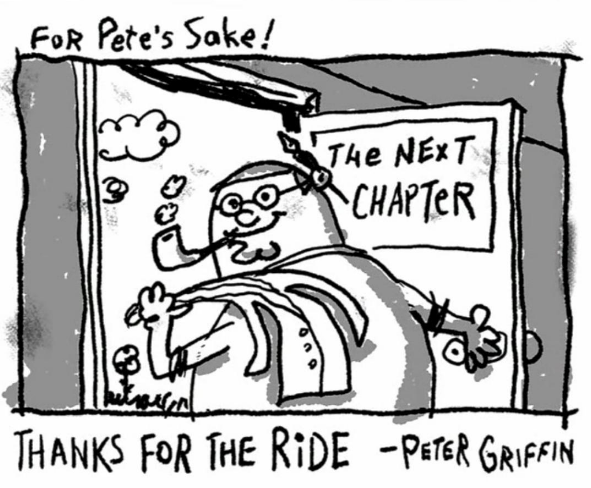 FOR Pete's Sake!
THe NExT
CHAPTeR
THANKS FOR THE RiDE -PETER GRIFFIN